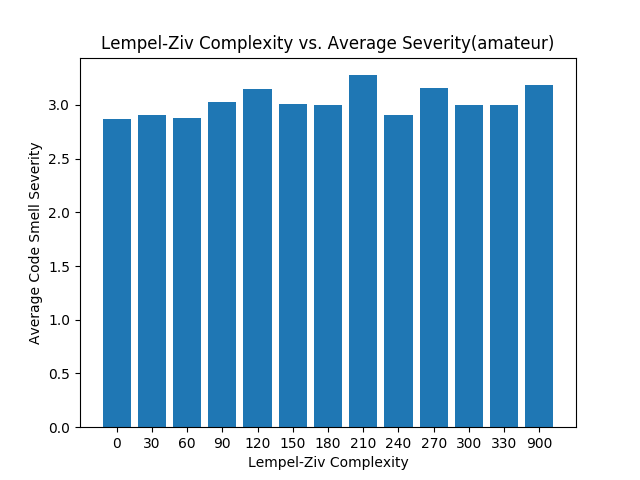 Lempel-Ziv Complexity vs. Average Severity(amateur)
Average Code Smell Severity
3.0
2.5
2.0
1.5
1.0
0.5
0.0
0 30 60 90 120 150 180 210 240 270 300 330 900
Lempel-Ziv Complexity